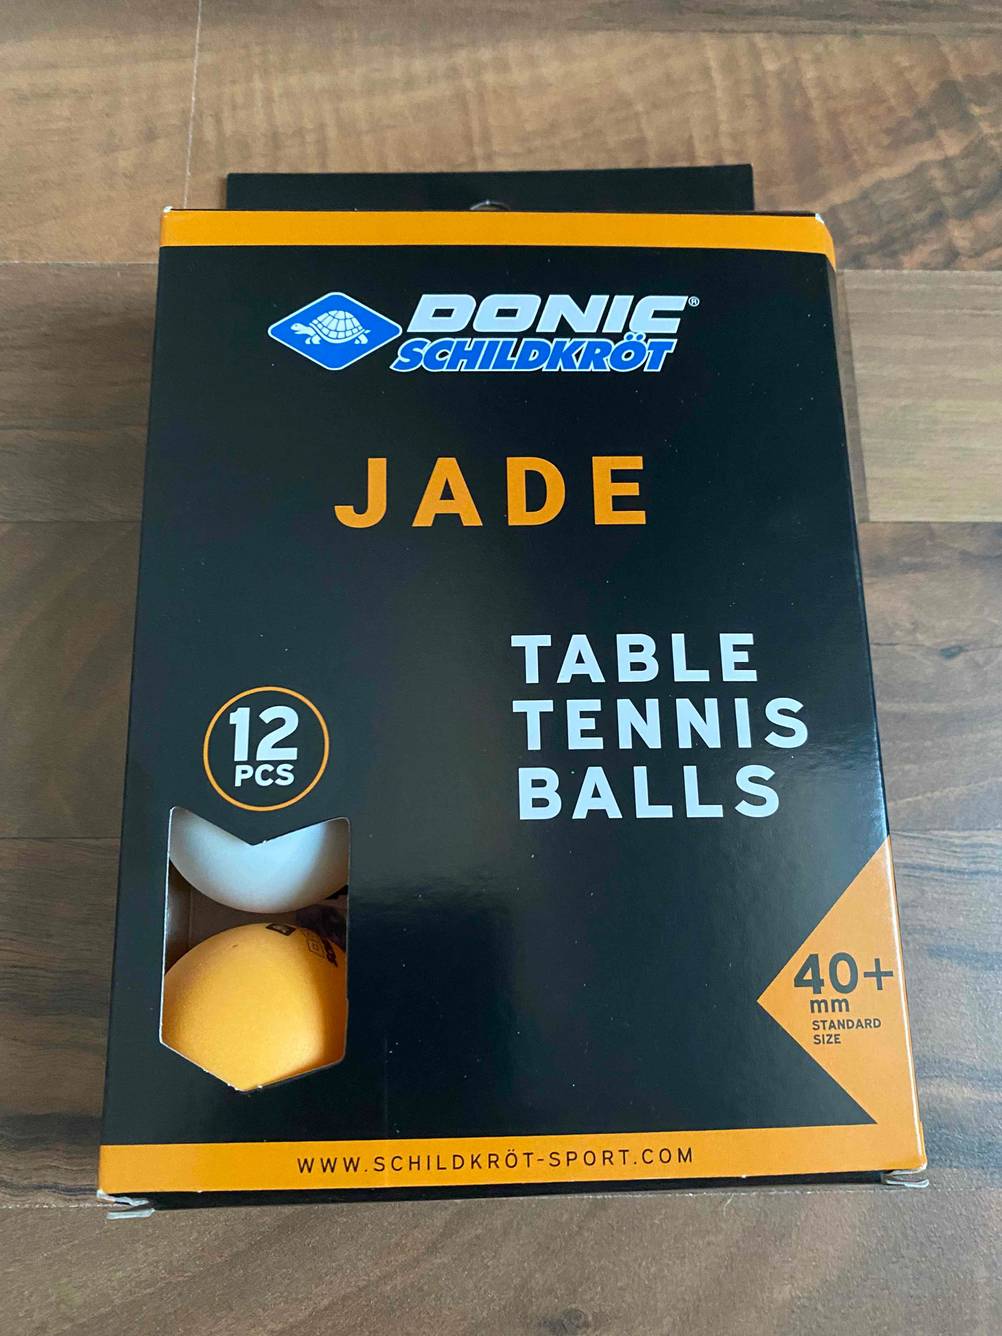 DONIC®
SCHILDKRÖT
JADE
TABLE
TENNIS
BALLS
12
PCS
40+
mm
STANDARD
SIZE
WWW.SCHILDKRÖT-SPORT.COM